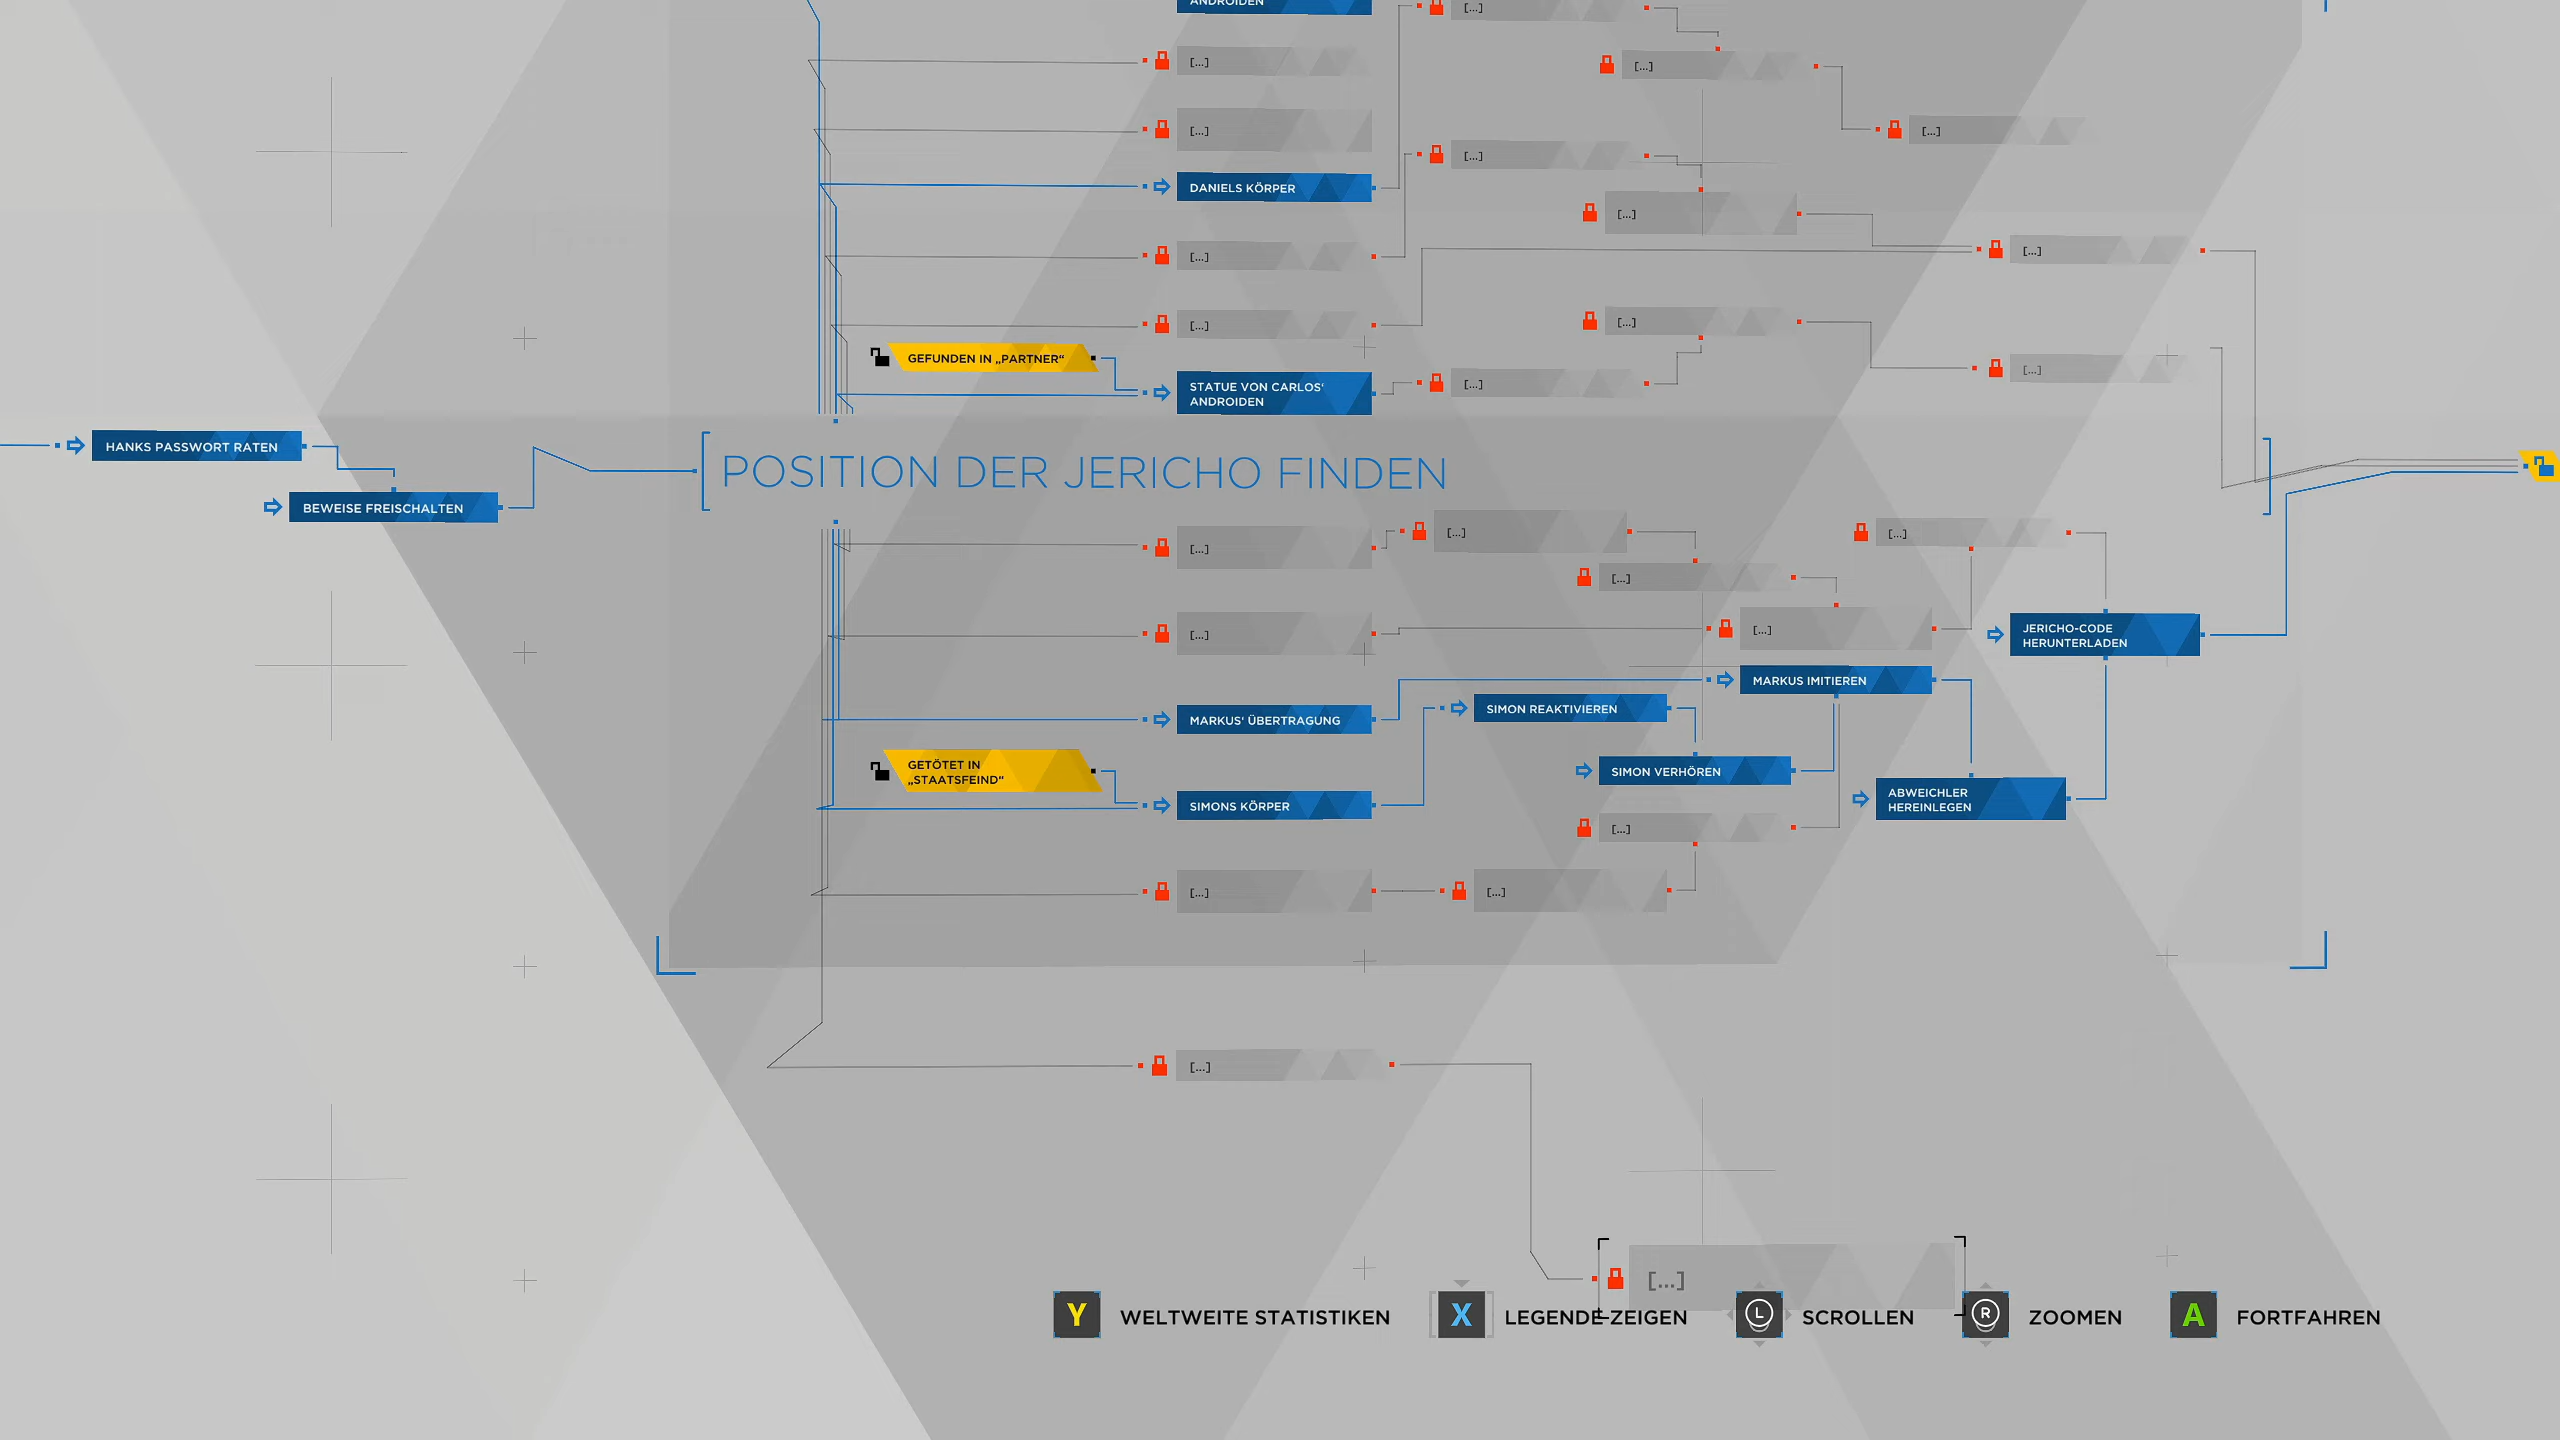 ANDROIDEN
[...]
[...]
[...]
[...]
[...]
DANIELS KÖRPER
[...]
[...]
[...]
[...]
[...]
[...]
GEFUNDEN IN „PARTNER“
[...]
[...]
STATUE VON CARLOS‘
ANDROIDEN
HANKS PASSWORT RATEN
BEWEISE FREISCHALTEN
POSITION DER JERICHO FINDEN
[...]
[...]
[...]
[...]
[...]
[...]
JERICHO-CODE
HERUNTERLADEN
MARKUS IMITIEREN
MARKUS‘ ÜBERTRAGUNG
SIMON REAKTIVIEREN
GETÖTET IN
„STAATSFEIND“
SIMON VERHÖREN
SIMONS KÖRPER
ABWEICHLER
HEREINLEGEN
[...]
[...]
[...]
[...]
[...]
Y WELTWEITE STATISTIKEN
X LEGENDE ZEIGEN
L SCROLLEN
R ZOOMEN
A FORTFAHREN